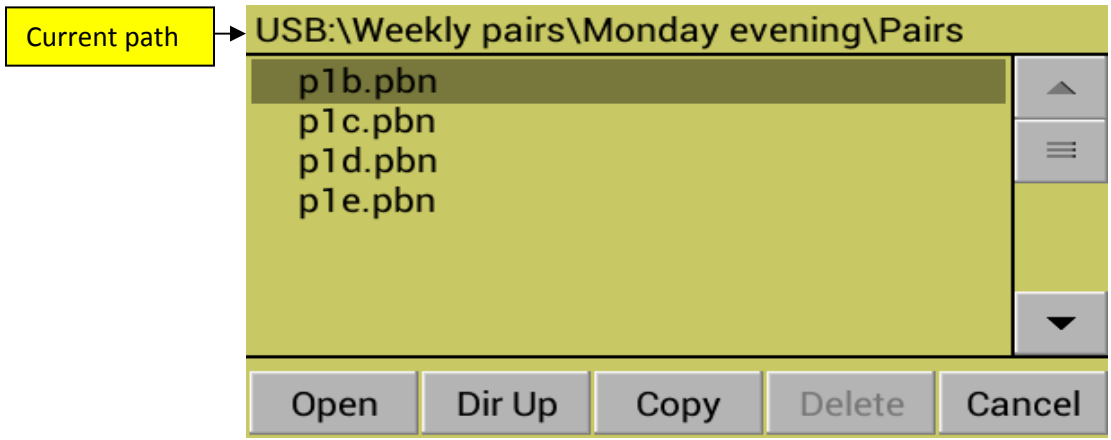 Current path
USB:\Weekly pairs\Monday evening\Pairs
p1b.pbn
p1c.pbn
p1d.pbn
p1e.pbn
Open Dir Up Copy Delete Cancel